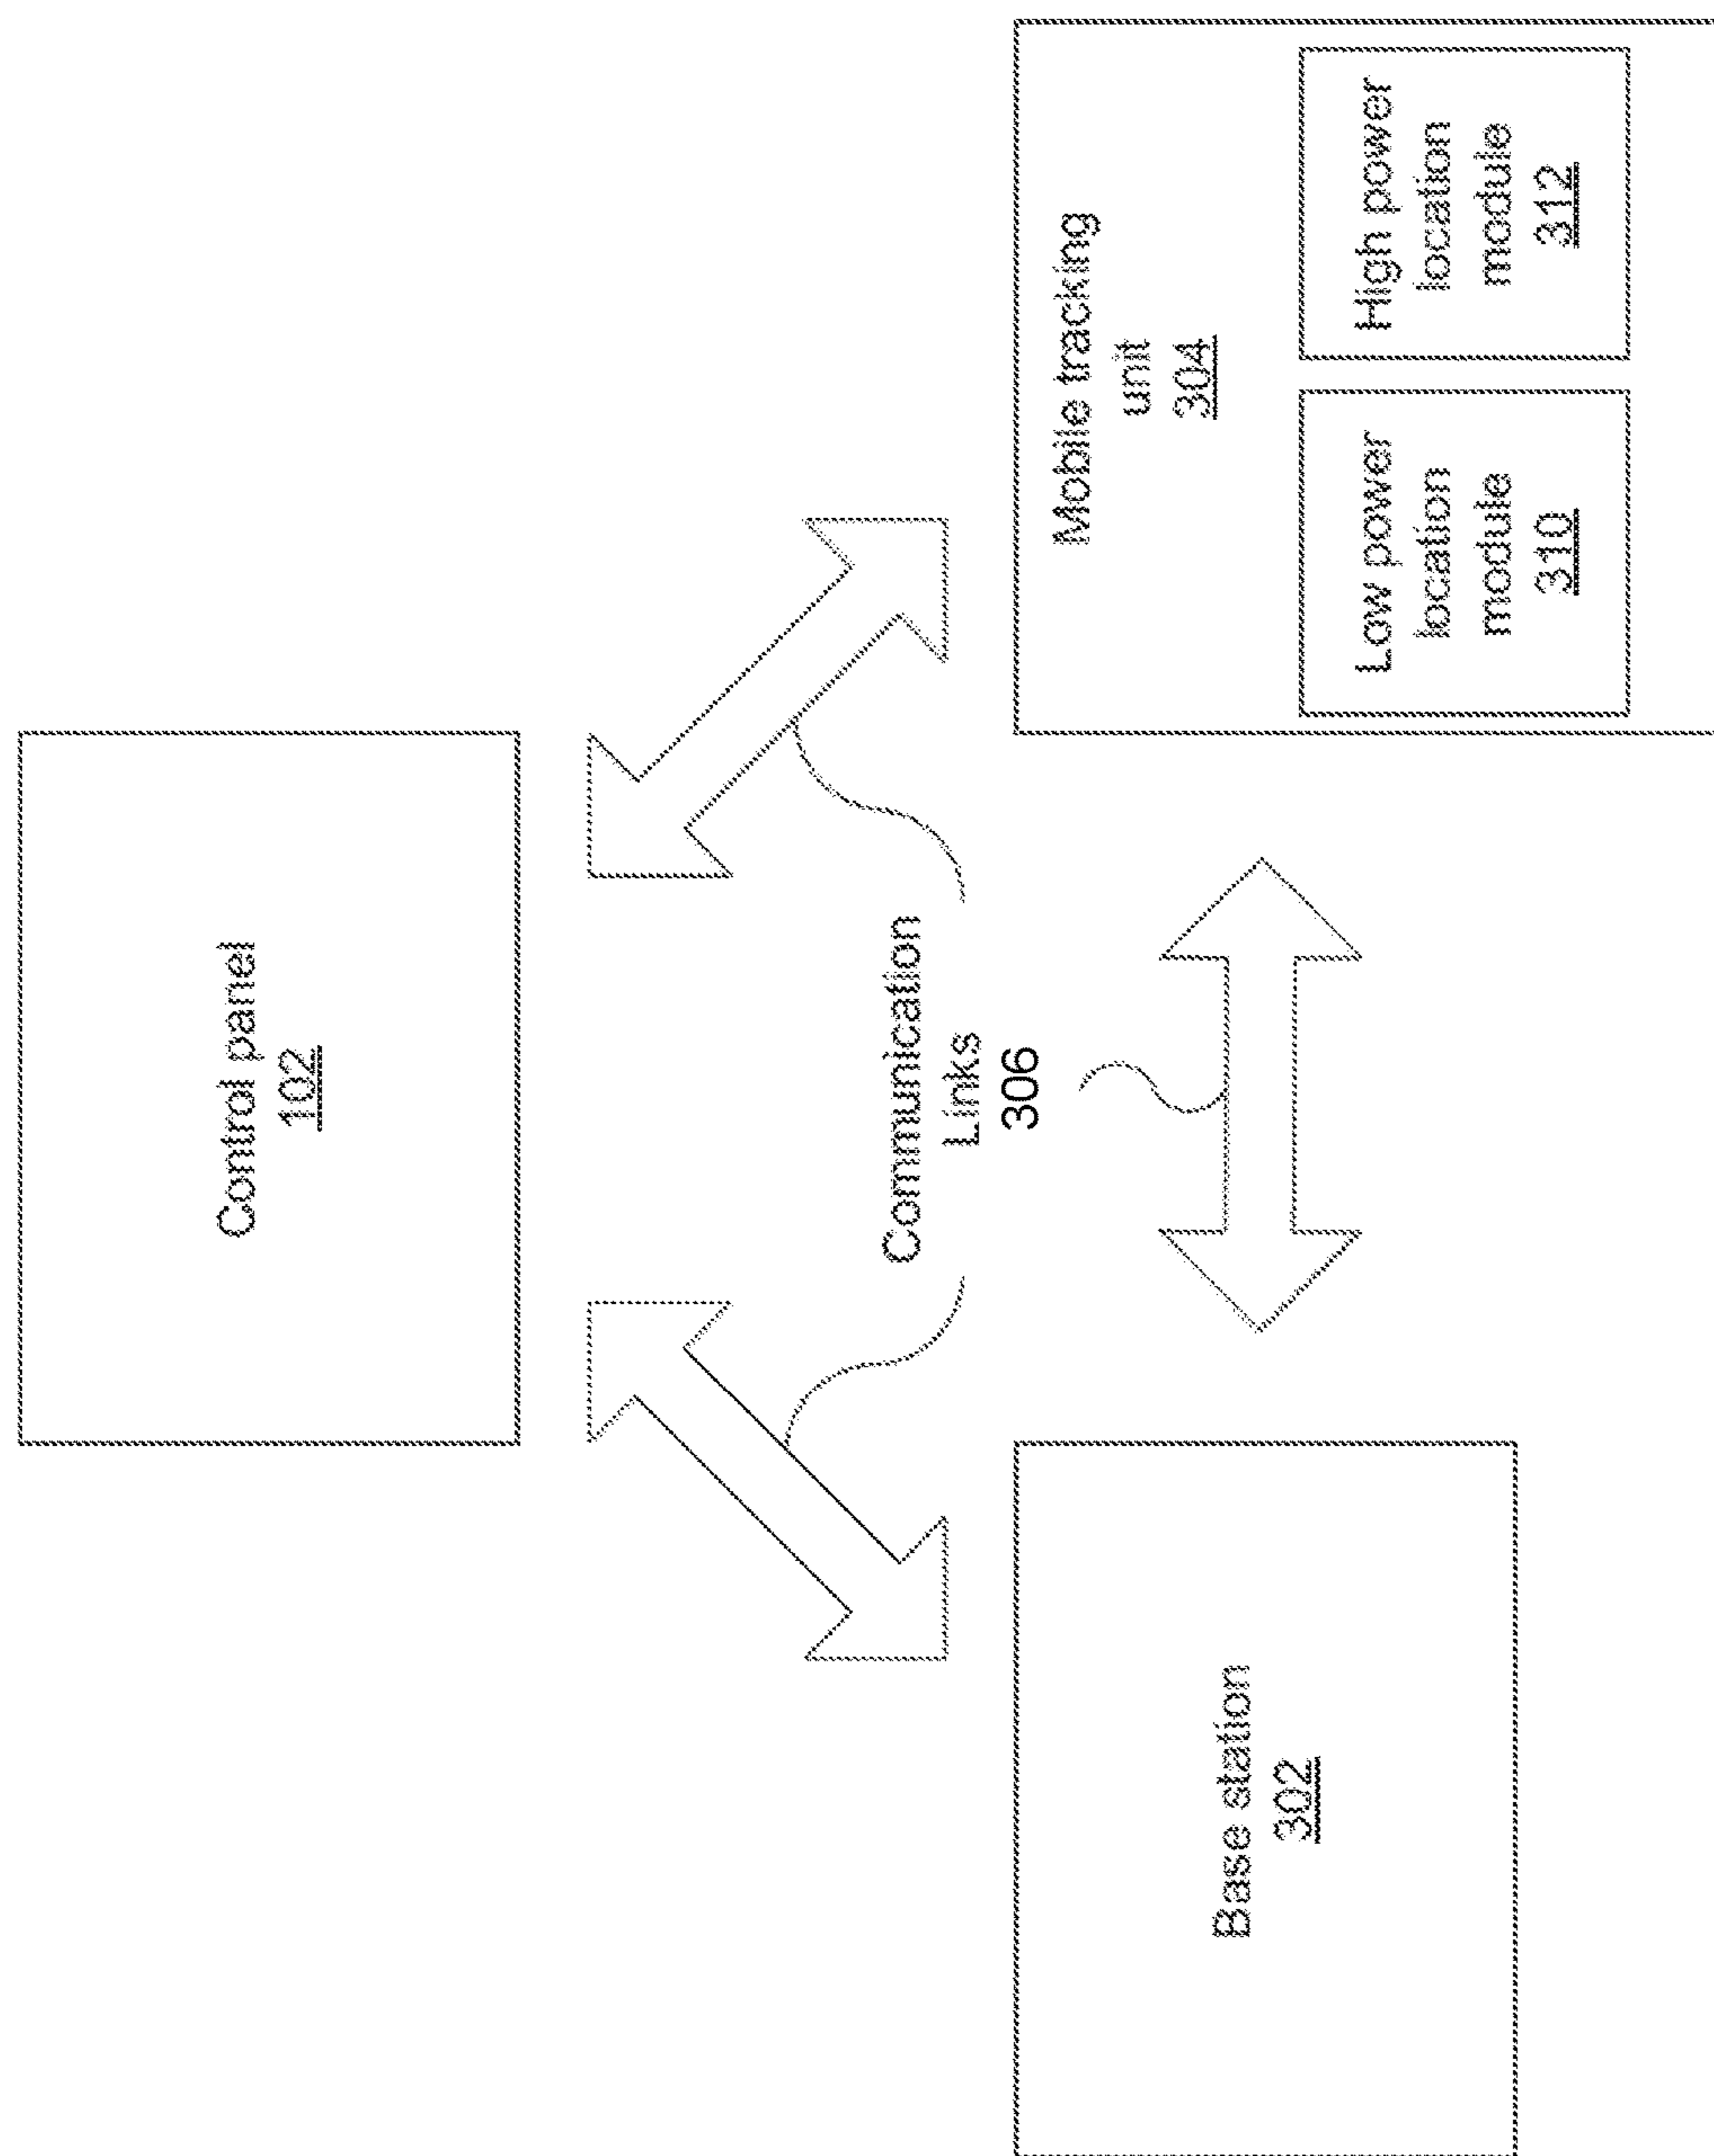 Control panel
102
Communication
Links
306
Base station
302
Mobile tracking
unit
304
Low power
location
module
310
High power
location
module
312